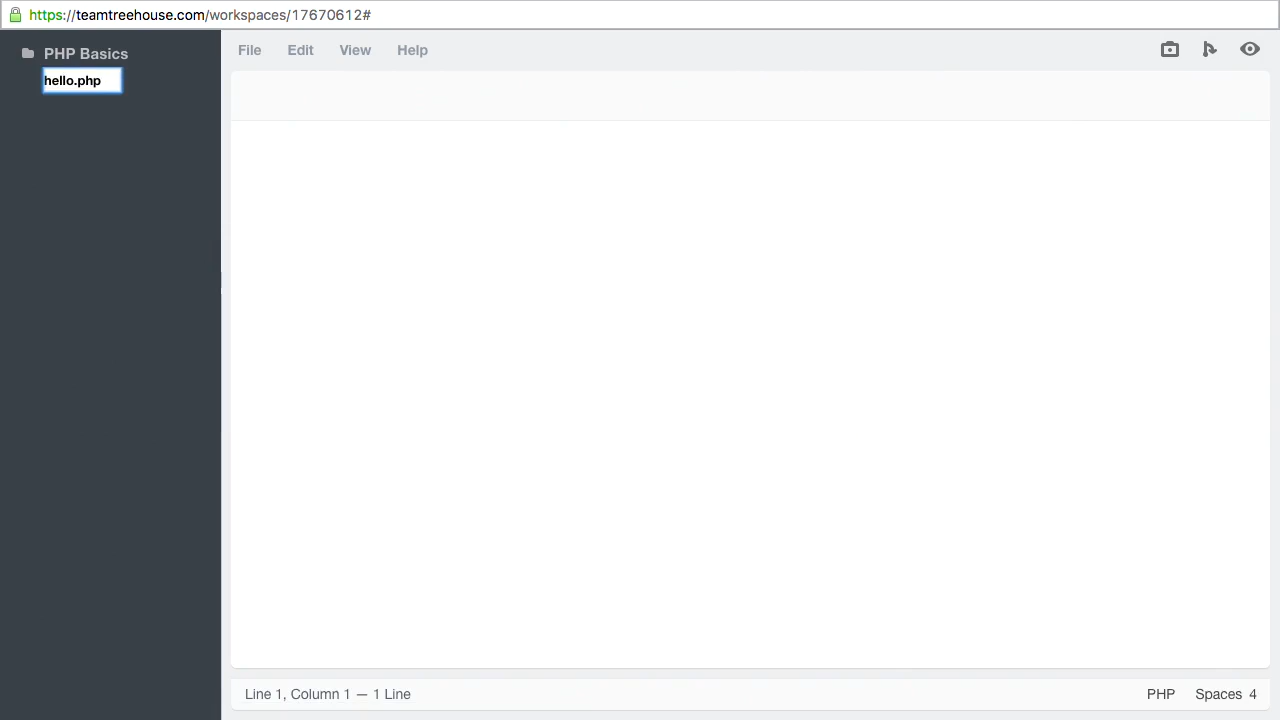 https://teamtreehouse.com/workspaces/17670612#
PHP Basics
hello.php
File Edit View Help
Line 1, Column 1 — 1 Line
PHP Spaces 4